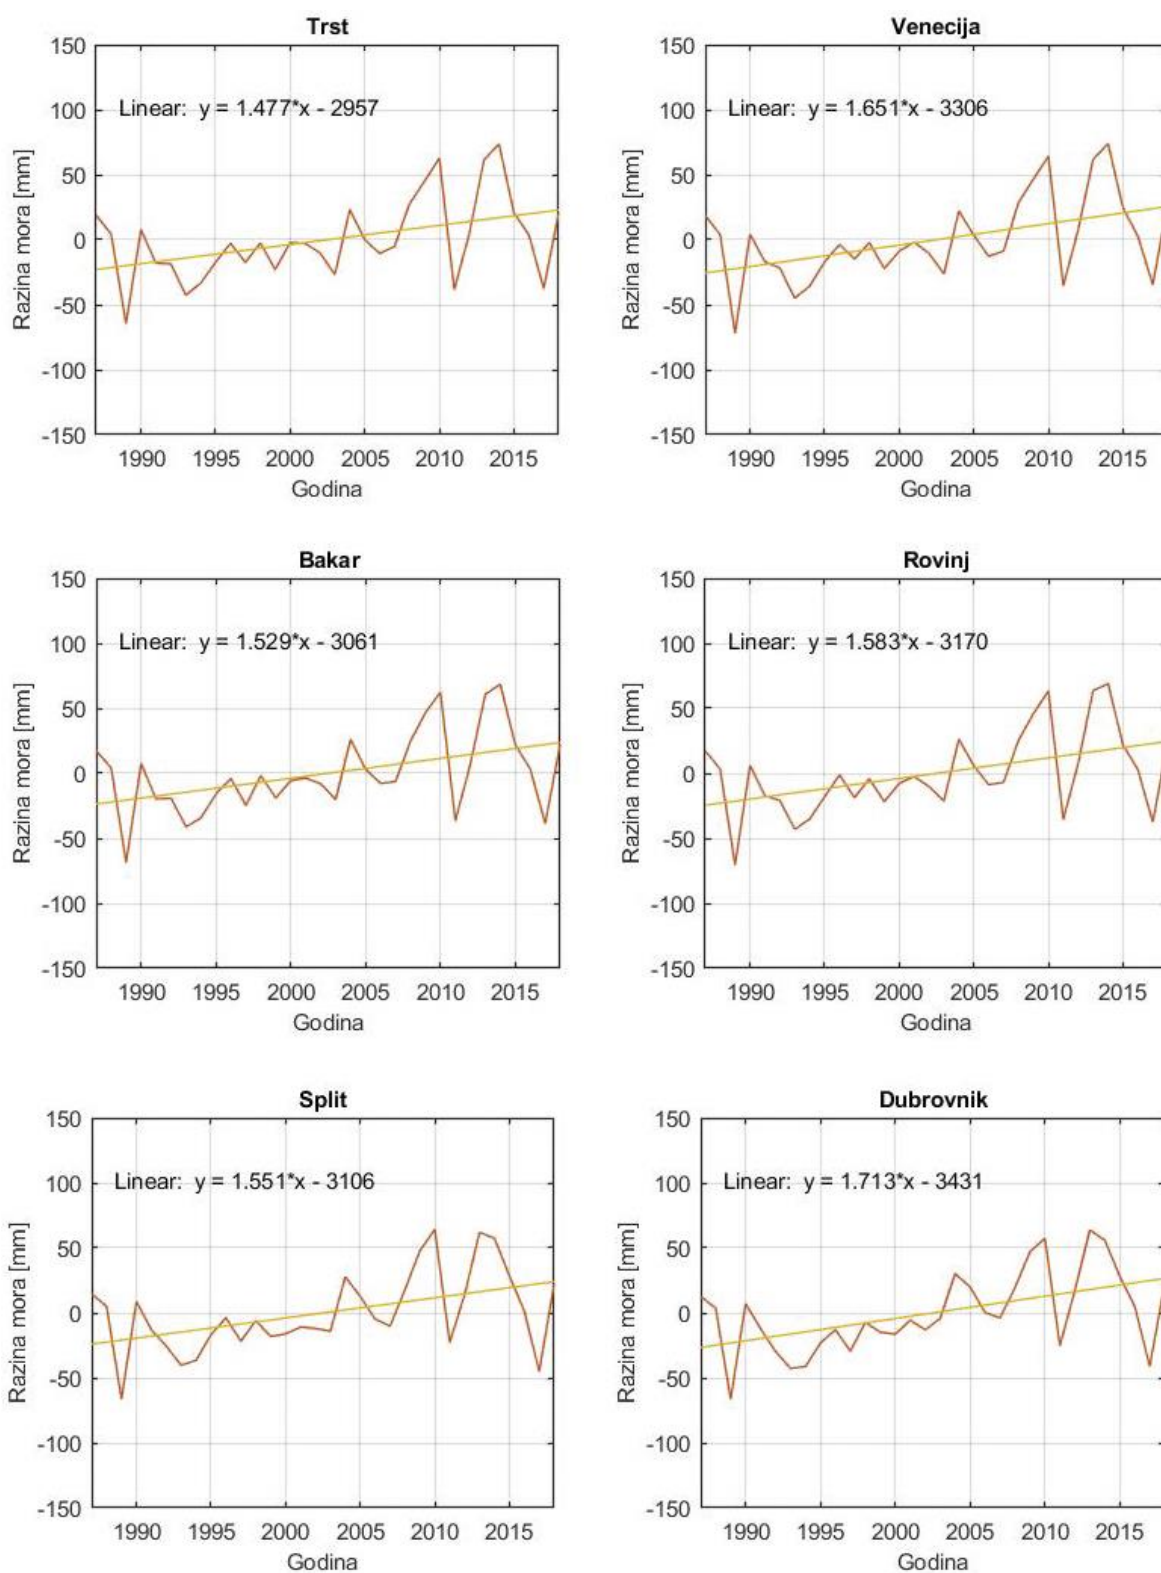 Trst
150
100
50
0
-50
-100
-150
Razina mora [mm]
Linear: y = 1.477*x - 2957
1990 1995 2000 2005 2010 2015
Godina
Venecija
150
100
50
0
-50
-100
-150
Razina mora [mm]
Linear: y = 1.651*x - 3306
1990 1995 2000 2005 2010 2015
Godina
Bakar
150
100
50
0
-50
-100
-150
Razina mora [mm]
Linear: y = 1.529*x - 3061
1990 1995 2000 2005 2010 2015
Godina
Rovinj
150
100
50
0
-50
-100
-150
Razina mora [mm]
Linear: y = 1.583*x - 3170
1990 1995 2000 2005 2010 2015
Godina
Split
150
100
50
0
-50
-100
-150
Razina mora [mm]
Linear: y = 1.551*x - 3106
1990 1995 2000 2005 2010 2015
Godina
Dubrovnik
150
100
50
0
-50
-100
-150
Razina mora [mm]
Linear: y = 1.713*x - 3431
1990 1995 2000 2005 2010 2015
Godina